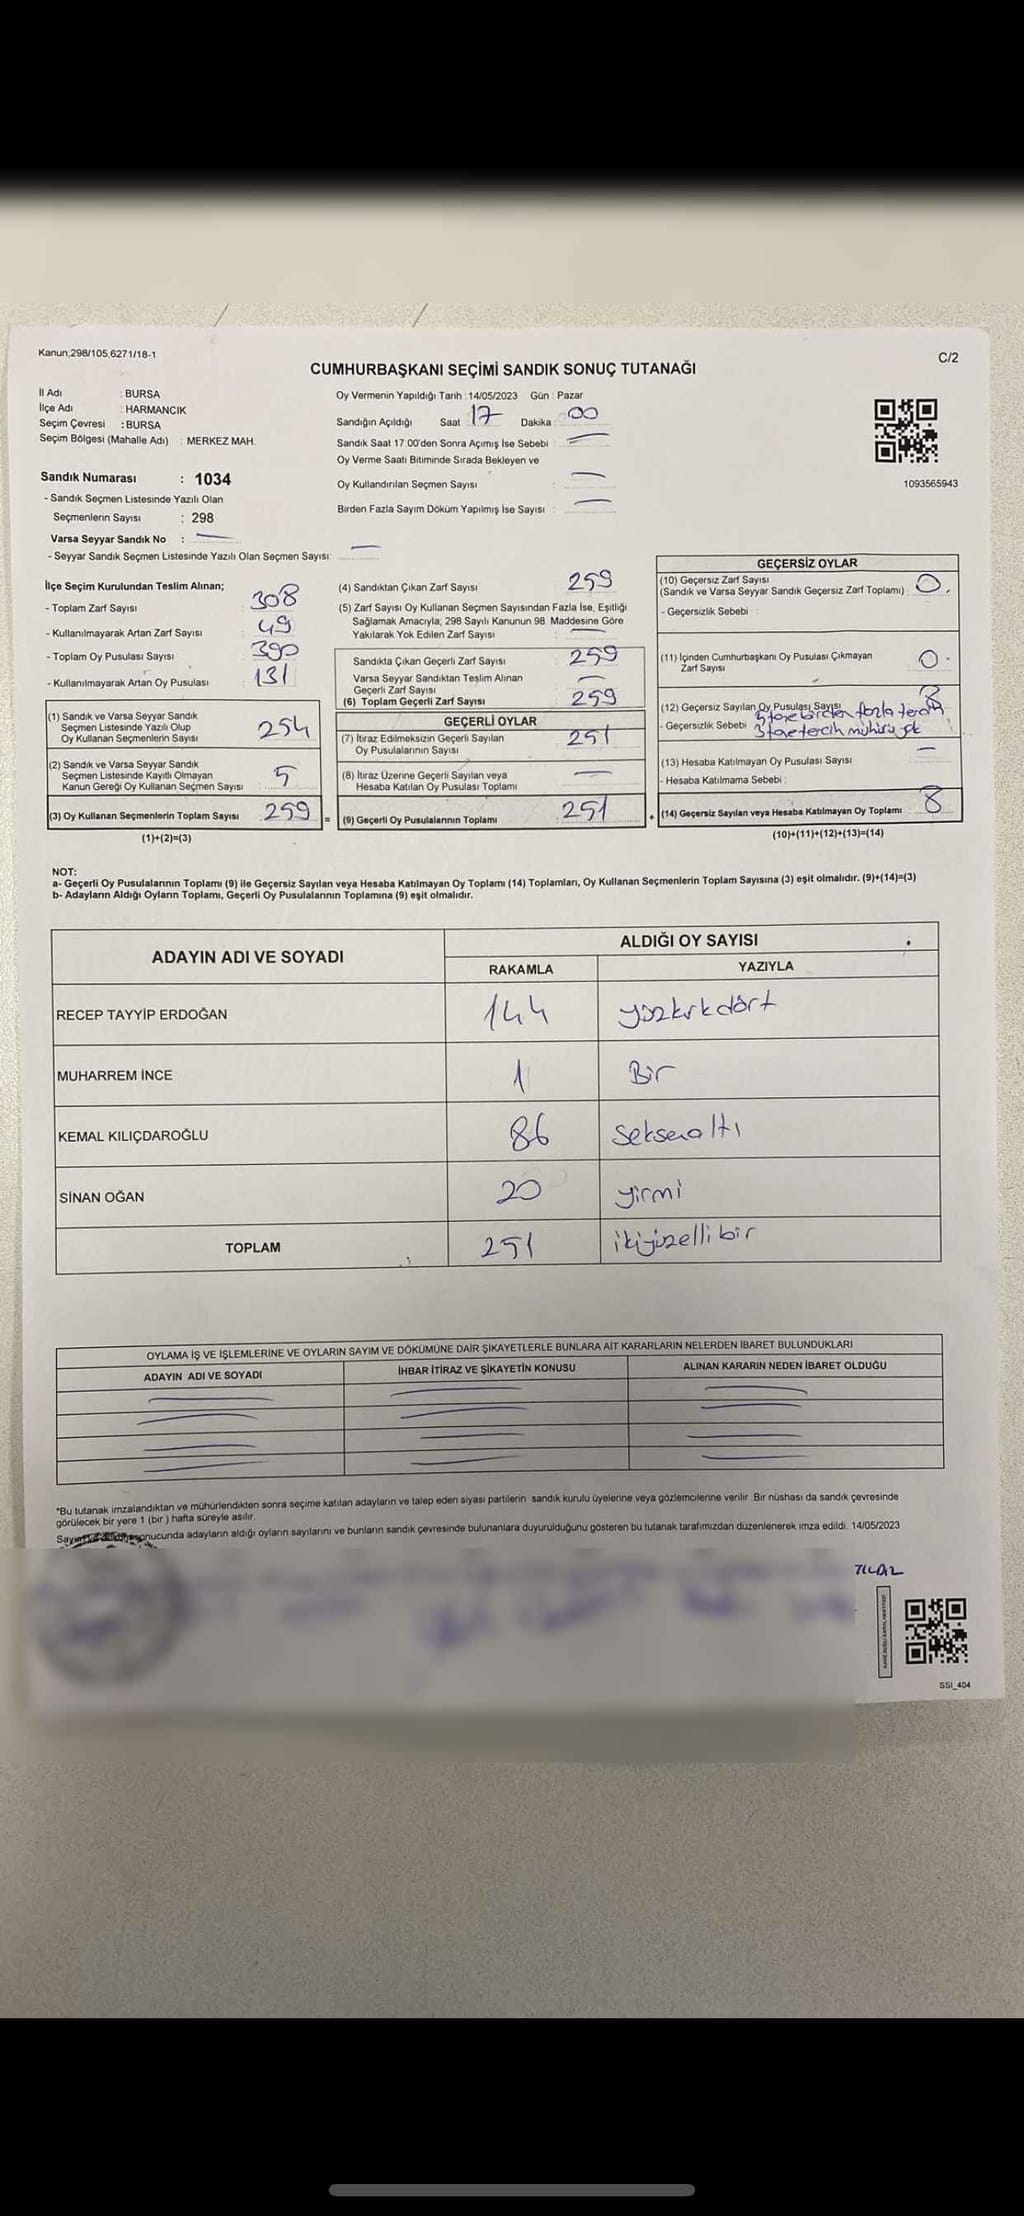 Kanun;298/105,6271/18-1
C/2
CUMHURBAŞKANI SEÇİMİ SANDIK SONUÇ TUTANAĞI
İl Adı : BURSA
İlçe Adı : HARMANCIK
Seçim Çevresi : BURSA
Seçim Bölgesi (Mahalle Adı) : MERKEZ MAH.
Oy Vermenin Yapıldığı Tarih : 14/05/2023 Gün : Pazar
Sandığın Açıldığı Saat 17 Dakika 00
Sandık Saat 17 00'den Sonra Açımış İse Sebebi : —
Oy Verme Saati Bitiminde Sırada Bekleyen ve
Oy Kullandırılan Seçmen Sayısı : —
Birden Fazla Sayım Döküm Yapılmış İse Sayısı : —
1093565943
Sandık Numarası : 1034
- Sandık Seçmen Listesinde Yazılı Olan
Seçmenlerin Sayısı : 298
Varsa Seyyar Sandık No : —
- Seyyar Sandık Seçmen Listesinde Yazılı Olan Seçmen Sayısı: —
İlçe Seçim Kurulundan Teslim Alınan;
- Toplam Zarf Sayısı : 308
- Kullanılmayarak Artan Zarf Sayısı : 49
- Toplam Oy Pusulası Sayısı : 390
- Kullanılmayarak Artan Oy Pusulası : 131
(1) Sandık ve Varsa Seyyar Sandık
Seçmen Listesinde Yazılı Olup
Oy Kullanan Seçmenlerin Sayısı : 254
(2) Sandık ve Varsa Seyyar Sandık
Seçmen Listesinde Kayıtlı Olmayan
Kanun Gereği Oy Kullanan Seçmen Sayısı : 5
(3) Oy Kullanan Seçmenlerin Toplam Sayısı : 259 =
(1)+(2)=(3)
(4) Sandıktan Çıkan Zarf Sayısı 259
(5) Zarf Sayısı Oy Kullanan Seçmen Sayısından Fazla İse, Eşitliği
Sağlamak Amacıyla; 298 Sayılı Kanunun 98. Maddesine Göre
Yakılarak Yok Edilen Zarf Sayısı : —
Sandıkta Çıkan Geçerli Zarf Sayısı : 259
Varsa Seyyar Sandıktan Teslim Alınan
Geçerli Zarf Sayısı : —
(6) Toplam Geçerli Zarf Sayısı : 259
GEÇERLİ OYLAR
(7) İtiraz Edilmeksizin Geçerli Sayılan
Oy Pusulalarının Sayısı : 251
(8) İtiraz Üzerine Geçerli Sayılan veya
Hesaba Katılan Oy Pusulası Toplamı : —
(9) Geçerli Oy Pusulalarının Toplamı : 251 +
GEÇERSİZ OYLAR
(10) Geçersiz Zarf Sayısı
(Sandık ve Varsa Seyyar Sandık Geçersiz Zarf Toplamı) : 0
- Geçersizlik Sebebi :
(11) İçinden Cumhurbaşkanı Oy Pusulası Çıkmayan
Zarf Sayısı 0
(12) Geçersiz Sayılan Oy Pusulası Sayısı 8
5 tane birden fazla tercih
- Geçersizlik Sebebi 3 tane tercih mührü yok
(13) Hesaba Katılmayan Oy Pusulası Sayısı —
- Hesaba Katılmama Sebebi :
(14) Geçersiz Sayılan veya Hesaba Katılmayan Oy Toplamı : 8
(10)+(11)+(12)+(13)=(14)
NOT:
a- Geçerli Oy Pusulalarının Toplamı (9) ile Geçersiz Sayılan veya Hesaba Katılmayan Oy Toplamı (14) Toplamları, Oy Kullanan Seçmenlerin Toplam Sayısına (3) eşit olmalıdır. (9)+(14)=(3)
b- Adayların Aldığı Oyların Toplamı, Geçerli Oy Pusulalarının Toplamına (9) eşit olmalıdır.
ADAYIN ADI VE SOYADI
ALDIĞI OY SAYISI
RAKAMLA YAZIYLA
RECEP TAYYİP ERDOĞAN 144 yüzkırkdört
MUHARREM İNCE 1 Bir
KEMAL KILIÇDAROĞLU 86 seksenaltı
SİNAN OĞAN 20 yirmi
TOPLAM 251 ikiyüzellibir
OYLAMA İŞ VE İŞLEMLERİNE VE OYLARIN SAYIM VE DÖKÜMÜNE DAİR ŞİKAYETLERLE BUNLARA AİT KARARLARIN NELERDEN İBARET BULUNDUKLARI
ADAYIN ADI VE SOYADI İHBAR İTİRAZ VE ŞİKAYETİN KONUSU ALINAN KARARIN NEDEN İBARET OLDUĞU
*Bu tutanak imzalandıktan ve mühürlendikten sonra seçime katılan adayların ve talep eden siyasi partilerin sandık kurulu üyelerine veya gözlemcilerine verilir .Bir nüshası da sandık çevresinde
görülecek bir yere 1 (bir ) hafta süreyle asılır.
sonucunda adayların aldığı oyların sayılarını ve bunların sandık çevresinde bulunanlara duyurulduğunu gösteren bu tutanak tarafımızdan düzenlenerek imza edildi. 14/05/2023
SSI_404